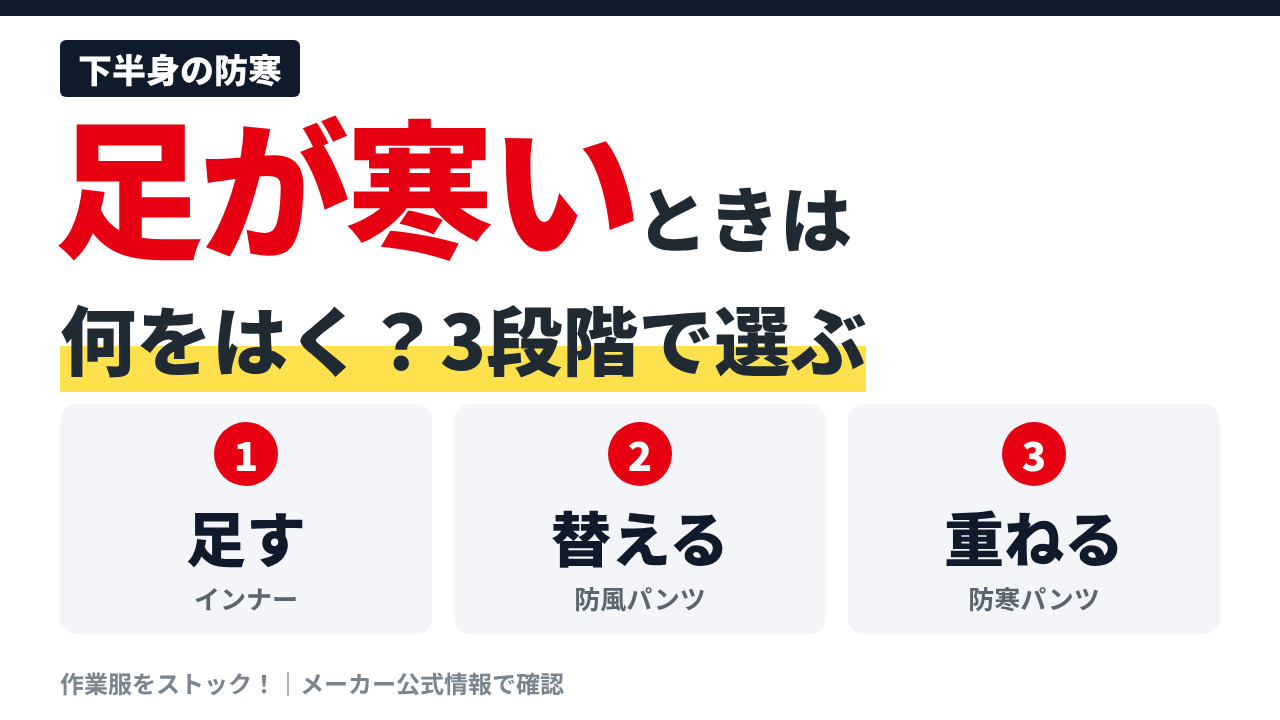 下半身の防寒
足が寒いときは
何をはく？3段階で選ぶ
1
足す
インナー
2
替える
防風パンツ
3
重ねる
防寒パンツ
作業服をストック！｜メーカー公式情報で確認